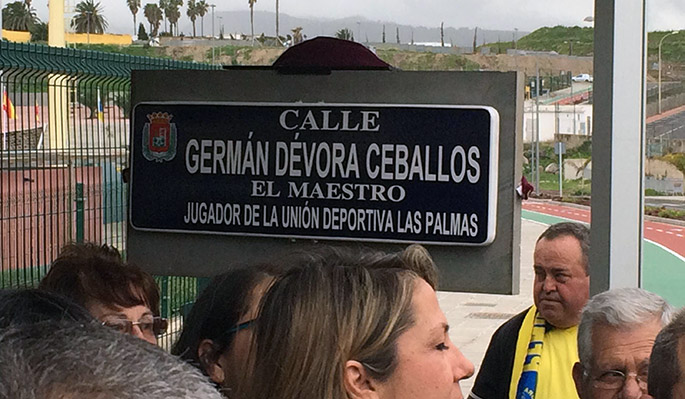 CALLE
GERMÁN DÉVORA CEBALLOS
EL MAESTRO
JUGADOR DE LA UNIÓN DEPORTIVA LAS PALMAS